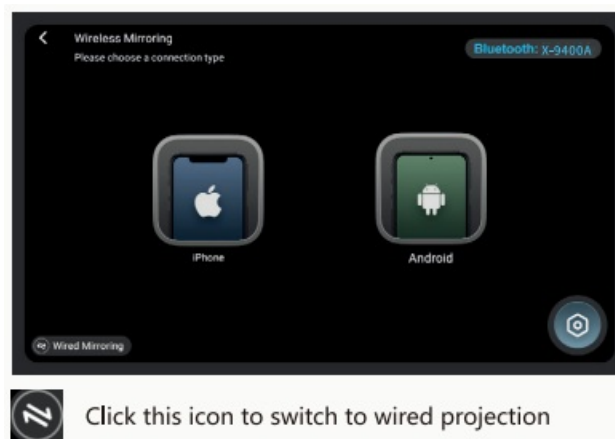 Wireless Mirroring
Please choose a connection type
Bluetooth: X-9400A
iPhone
Android
Wired Mirroring
Click this icon to switch to wired projection